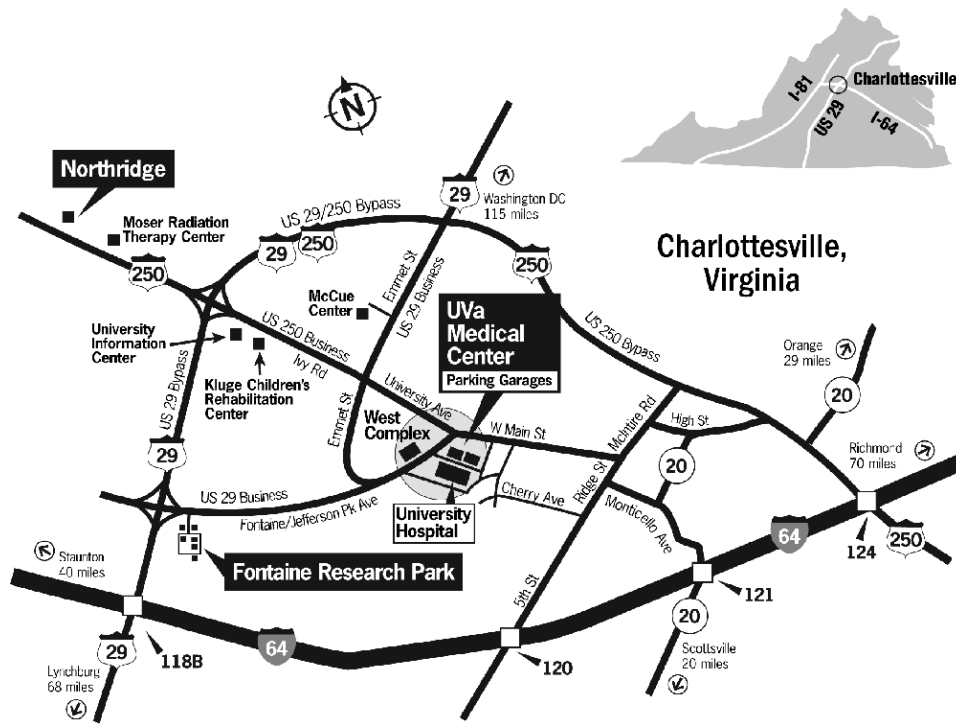 Charlottesville
I-81
US 29
I-64
N
Northridge
Moser Radiation
Therapy Center
250
29
US 29/250 Bypass
250
29
Washington DC
115 miles
Charlottesville,
Virginia
250
McCue
Center
Emmet St
US 29 Business
UVa
Medical
Center
Parking Garages
US 250 Bypass
Orange
29 miles
20
University
Information
Center
Kluge Children's
Rehabilitation
Center
US 250 Business
Ivy Rd
US 29 Bypass
Emmet St
University Ave
West
Complex
W Main St
McIntire Rd
High St
20
Ridge St
Richmond
70 miles
29
US 29 Business
Fontaine/Jefferson Pk Ave
Cherry Ave
Monticello Ave
University
Hospital
64
124
250
Staunton
40 miles
Fontaine Research Park
5th St
121
20
Scottsville
20 miles
29
118B
64
120
Lynchburg
68 miles